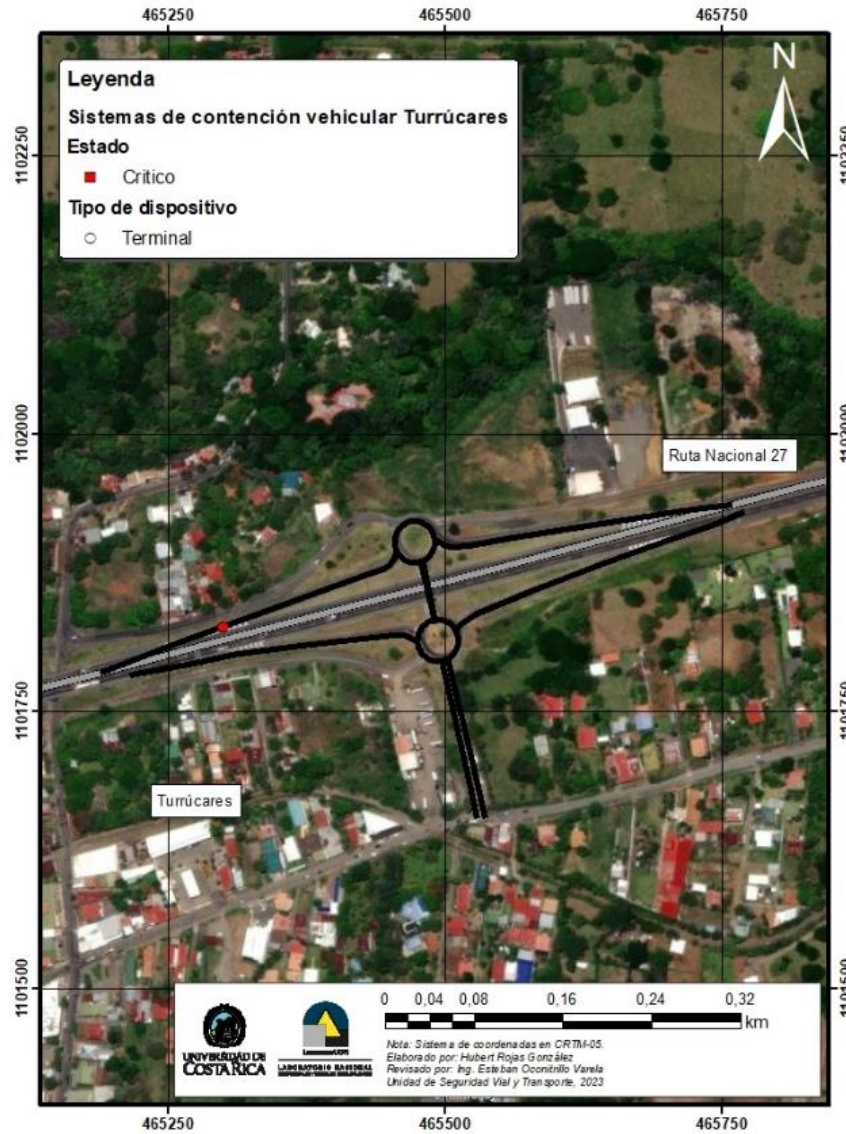 465250 465500 465750
N
Leyenda
Sistemas de contención vehicular Turrúcares
Estado
Critico
Tipo de dispositivo
Terminal
1102250 1102250
1102000 1102000
Ruta Nacional 27
1101750 1101750
Turrúcares
1101500 1101500
0 0,04 0,08 0,16 0,24 0,32
km
UNIVERSIDAD DE
COSTA RICA
LABORATORIO NACIONAL
Nota: Sistema de coordenadas en CRTM-05.
Elaborado por: Hubert Rojas González
Revisado por: Ing. Esteban Oconitrillo Varela
Unidad de Seguridad Vial y Transporte, 2023
465250 465500 465750